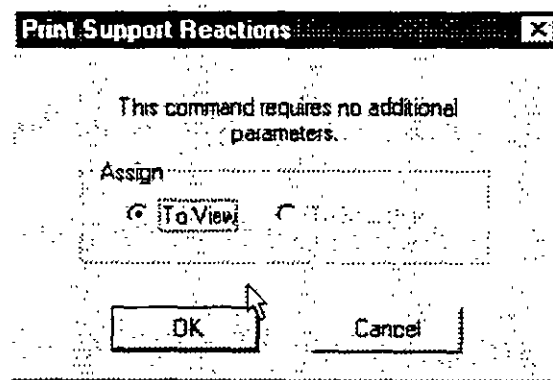 Print Support Reactions
This command requires no additional
parameters.
Assign
To View
OK Cancel